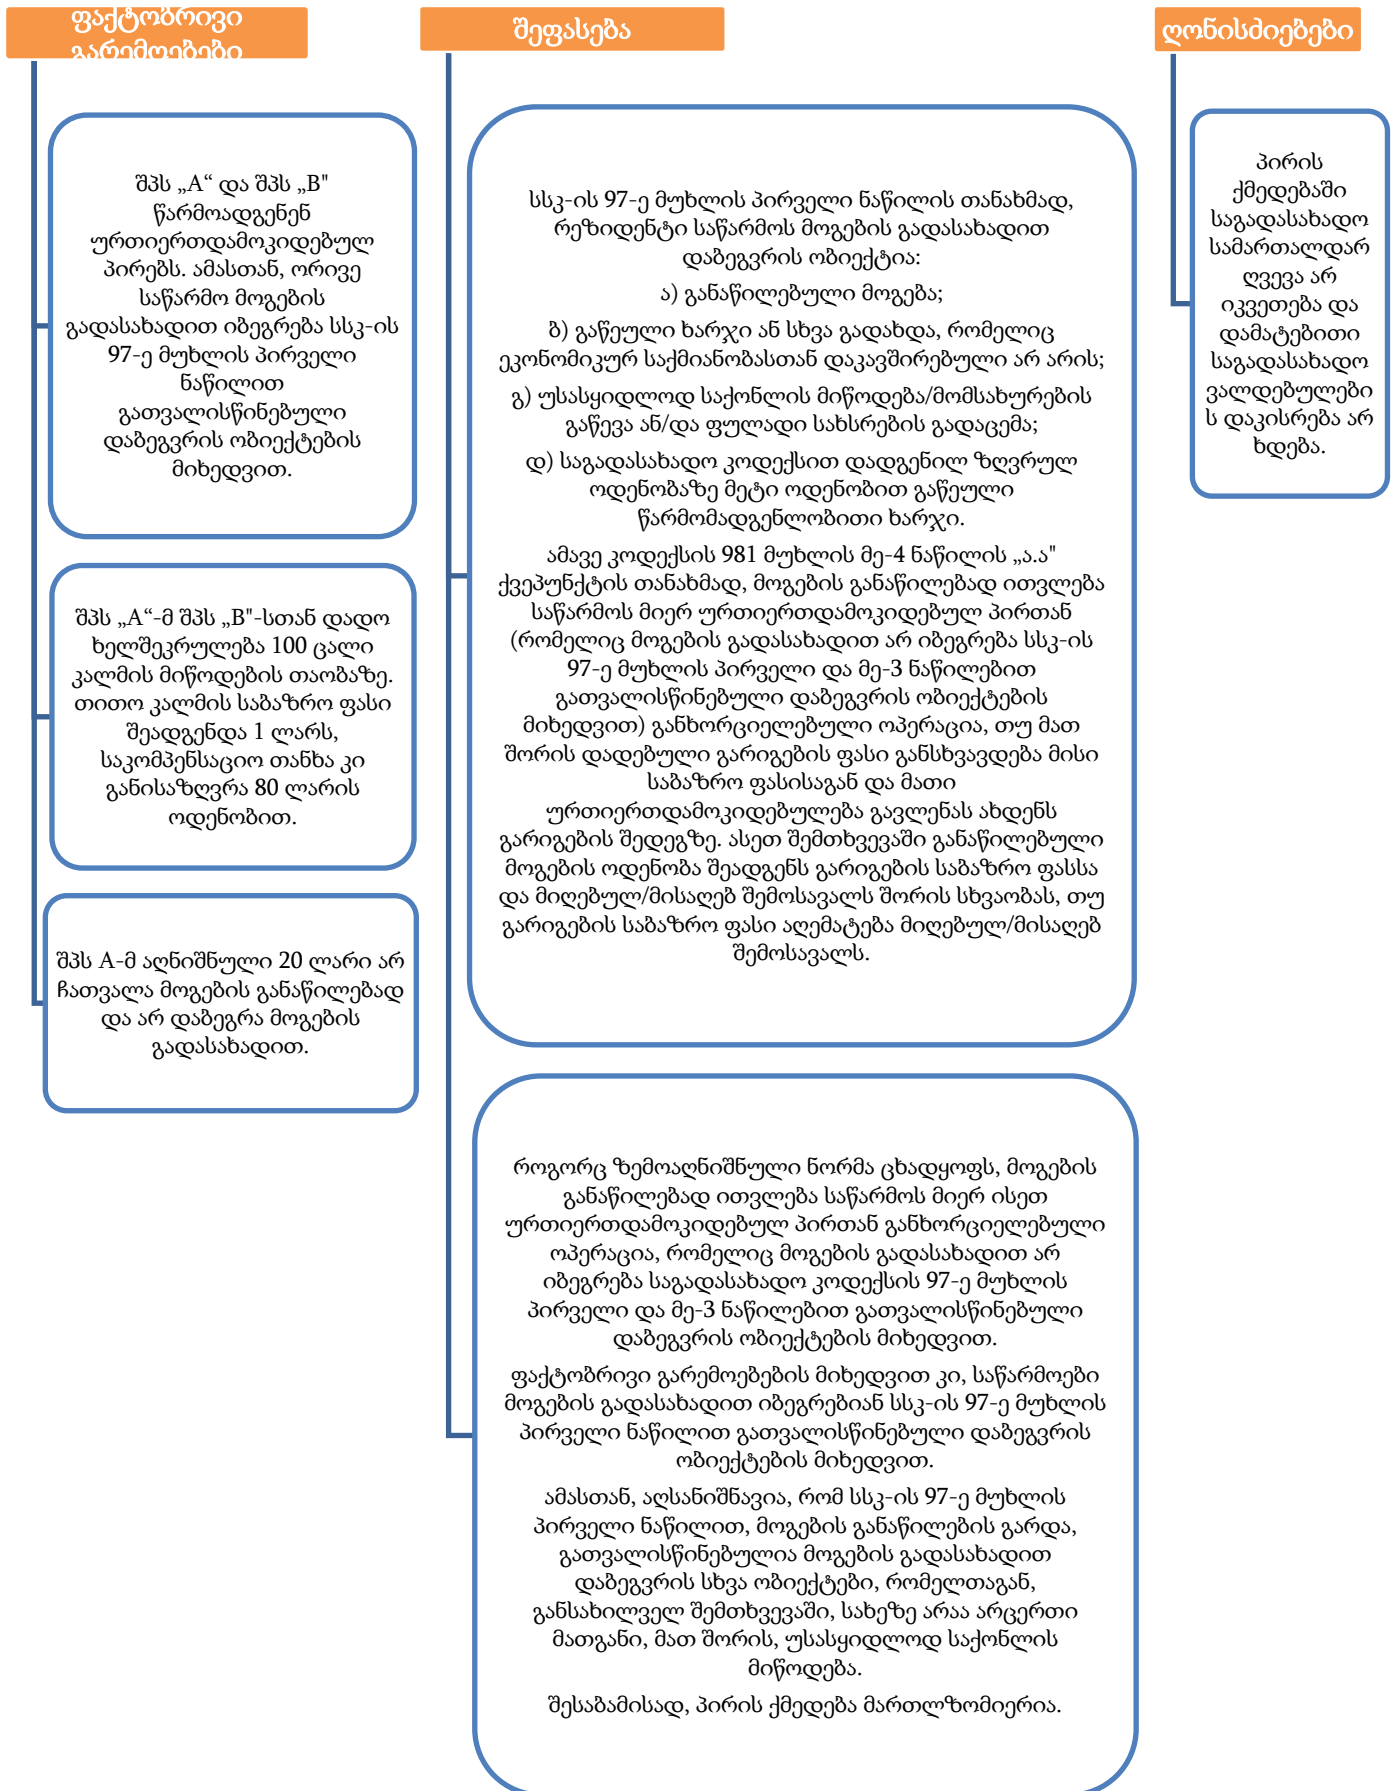 ფაქტობრივი
გარემოებები
შპს „A“ და შპს „B"
წარმოადგენენ
ურთიერთდამოკიდებულ
პირებს. ამასთან, ორივე
საწარმო მოგების
გადასახადით იბეგრება სსკ-ის
97-ე მუხლის პირველი
ნაწილით
გათვალისწინებული
დაბეგვრის ობიექტების
მიხედვით.
შპს „A“-მ შპს „B"-სთან დადო
ხელშეკრულება 100 ცალი
კალმის მიწოდების თაობაზე.
თითო კალმის საბაზრო ფასი
შეადგენდა 1 ლარს,
საკომპენსაციო თანხა კი
განისაზღვრა 80 ლარის
ოდენობით.
შპს A-მ აღნიშნული 20 ლარი არ
ჩათვალა მოგების განაწილებად
და არ დაბეგრა მოგების
გადასახადით.
შეფასება
სსკ-ის 97-ე მუხლის პირველი ნაწილის თანახმად,
რეზიდენტი საწარმოს მოგების გადასახადით
დაბეგვრის ობიექტია:
ა) განაწილებული მოგება;
ბ) გაწეული ხარჯი ან სხვა გადახდა, რომელიც
ეკონომიკურ საქმიანობასთან დაკავშირებული არ არის;
გ) უსასყიდლოდ საქონლის მიწოდება/მომსახურების
გაწევა ან/და ფულადი სახსრების გადაცემა;
დ) საგადასახადო კოდექსით დადგენილ ზღვრულ
ოდენობაზე მეტი ოდენობით გაწეული
წარმომადგენლობითი ხარჯი.
ამავე კოდექსის 981 მუხლის მე-4 ნაწილის „ა.ა"
ქვეპუნქტის თანახმად, მოგების განაწილებად ითვლება
საწარმოს მიერ ურთიერთდამოკიდებულ პირთან
(რომელიც მოგების გადასახადით არ იბეგრება სსკ-ის
97-ე მუხლის პირველი და მე-3 ნაწილებით
გათვალისწინებული დაბეგვრის ობიექტების
მიხედვით) განხორციელებული ოპერაცია, თუ მათ
შორის დადებული გარიგების ფასი განსხვავდება მისი
საბაზრო ფასისაგან და მათი
ურთიერთდამოკიდებულება გავლენას ახდენს
გარიგების შედეგზე. ასეთ შემთხვევაში განაწილებული
მოგების ოდენობა შეადგენს გარიგების საბაზრო ფასსა
და მიღებულ/მისაღებ შემოსავალს შორის სხვაობას, თუ
გარიგების საბაზრო ფასი აღემატება მიღებულ/მისაღებ
შემოსავალს.
როგორც ზემოაღნიშნული ნორმა ცხადყოფს, მოგების
განაწილებად ითვლება საწარმოს მიერ ისეთ
ურთიერთდამოკიდებულ პირთან განხორციელებული
ოპერაცია, რომელიც მოგების გადასახადით არ
იბეგრება საგადასახადო კოდექსის 97-ე მუხლის
პირველი და მე-3 ნაწილებით გათვალისწინებული
დაბეგვრის ობიექტების მიხედვით.
ფაქტობრივი გარემოებების მიხედვით კი, საწარმოები
მოგების გადასახადით იბეგრებიან სსკ-ის 97-ე მუხლის
პირველი ნაწილით გათვალისწინებული დაბეგვრის
ობიექტების მიხედვით.
ამასთან, აღსანიშნავია, რომ სსკ-ის 97-ე მუხლის
პირველი ნაწილით, მოგების განაწილების გარდა,
გათვალისწინებულია მოგების გადასახადით
დაბეგვრის სხვა ობიექტები, რომელთაგან,
განსახილველ შემთხვევაში, სახეზე არაა არცერთი
მათგანი, მათ შორის, უსასყიდლოდ საქონლის
მიწოდება.
შესაბამისად, პირის ქმედება მართლზომიერია.
ღონისძიებები
პირის
ქმედებაში
საგადასახადო
სამართალდარ
ღვევა არ
იკვეთება და
დამატებითი
საგადასახადო
ვალდებულები
ს დაკისრება არ
ხდება.